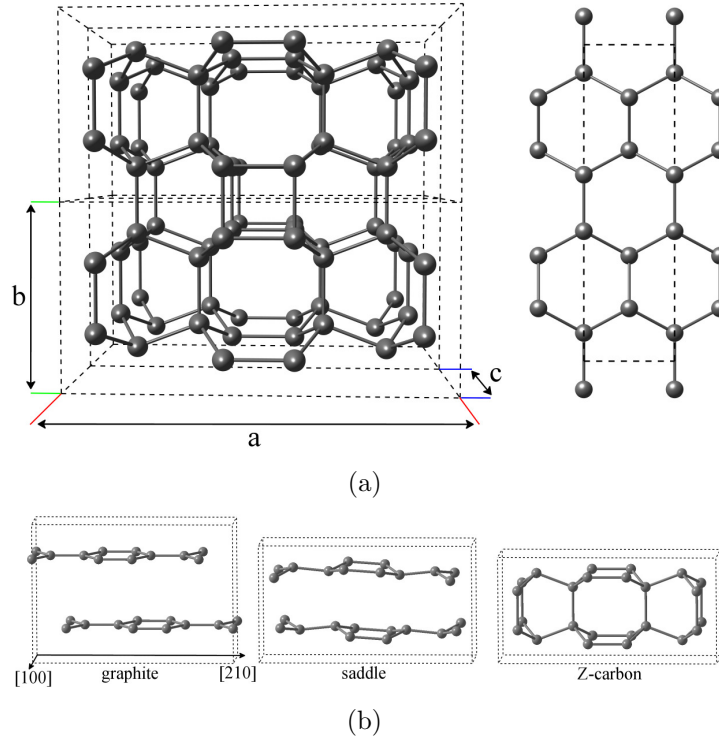 b
c
a
(a)
[100]
graphite
[210]
saddle
Z-carbon
(b)